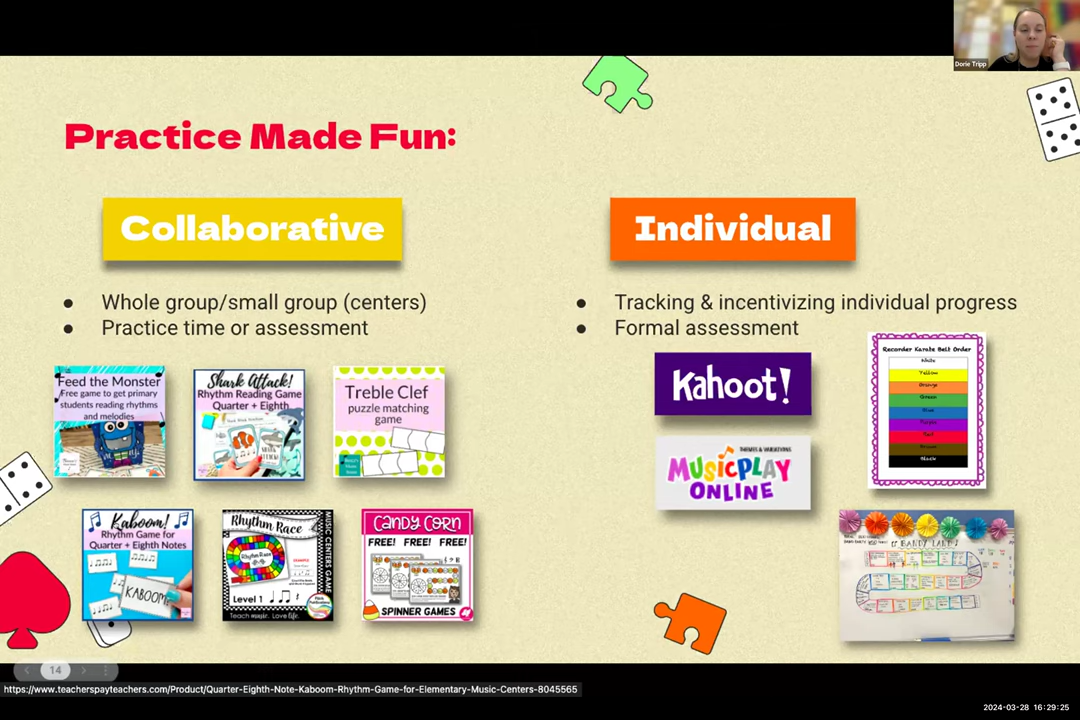 Dorie Tripp
Practice Made Fun:
Collaborative
Individual
Whole group/small group (centers)
Practice time or assessment
Tracking & incentivizing individual progress
Formal assessment
Feed the Monster
Free game to get primary
students reading rhythms
and melodies
Shark Attack!
Rhythm Reading Game
Quarter + Eighth
Treble Clef
puzzle matching
game
Kahoot!
THEMES & VARIATIONS
MUSICPLAY
ONLINE
Recorder Karate Belt Order
White
Yellow
Orange
Green
Blue
Purple
Red
Brown
Black
Kaboom!
Rhythm Game for
Quarter + Eighth Notes
KABOOM!
Rhythm Race
Rhythm Race
MUSIC CENTERS GAME
Level 1
Teach music. Love life.
CANDY CORN
FREE! FREE! FREE!
SPINNER GAMES
BANDY LAND
14
https://www.teacherspayteachers.com/Product/Quarter-Eighth-Note-Kaboom-Rhythm-Game-for-Elementary-Music-Centers-8045565
2024-03-28 16:29:25